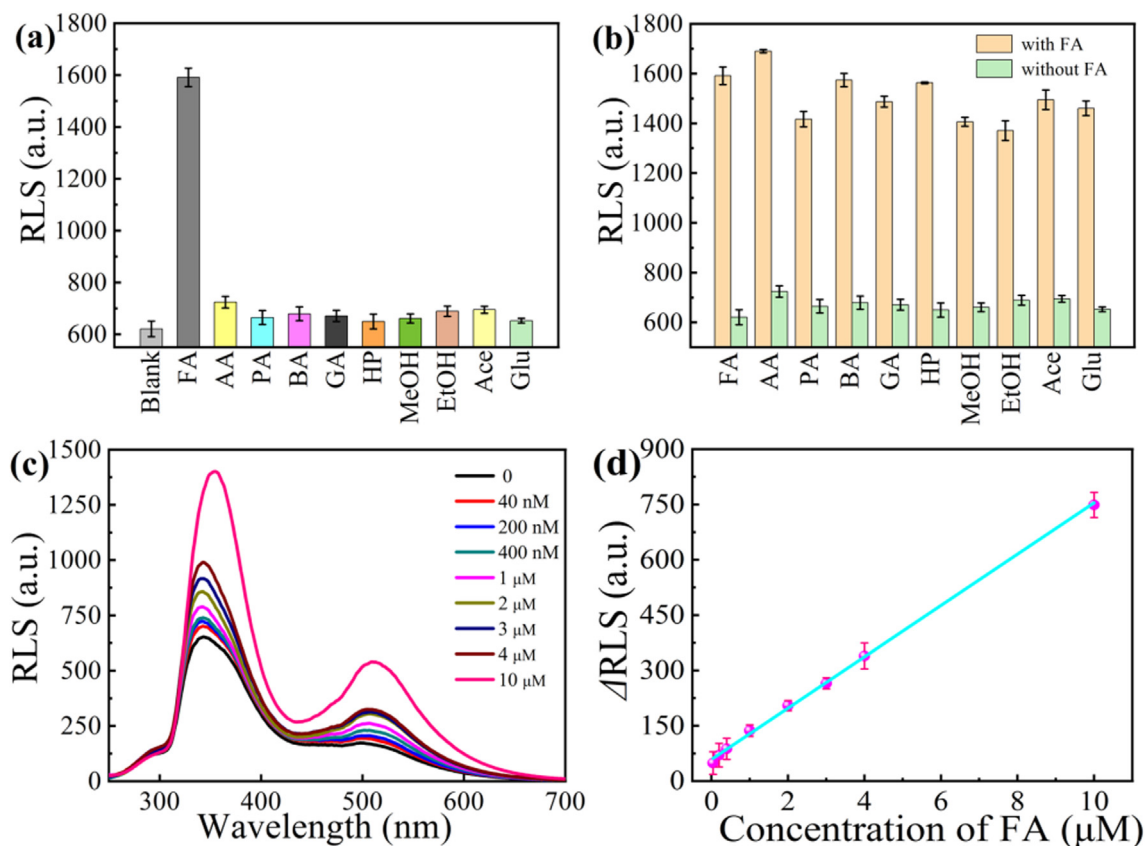 (a)
RLS (a.u.)
1800
1600
1400
1200
1000
800
600
Blank
FA
AA
PA
BA
GA
HP
MeOH
EtOH
Ace
Glu
(b)
RLS (a.u.)
1800
1600
1400
1200
1000
800
600
with FA
without FA
FA
AA
PA
BA
GA
HP
MeOH
EtOH
Ace
Glu
(c)
RLS (a.u.)
1500
1250
1000
750
500
250
0
0
40 nM
200 nM
400 nM
1 μM
2 μM
3 μM
4 μM
10 μM
300 400 500 600 700
Wavelength (nm)
(d)
ΔRLS (a.u.)
900
750
600
450
300
150
0
0 2 4 6 8 10
Concentration of FA (μM)